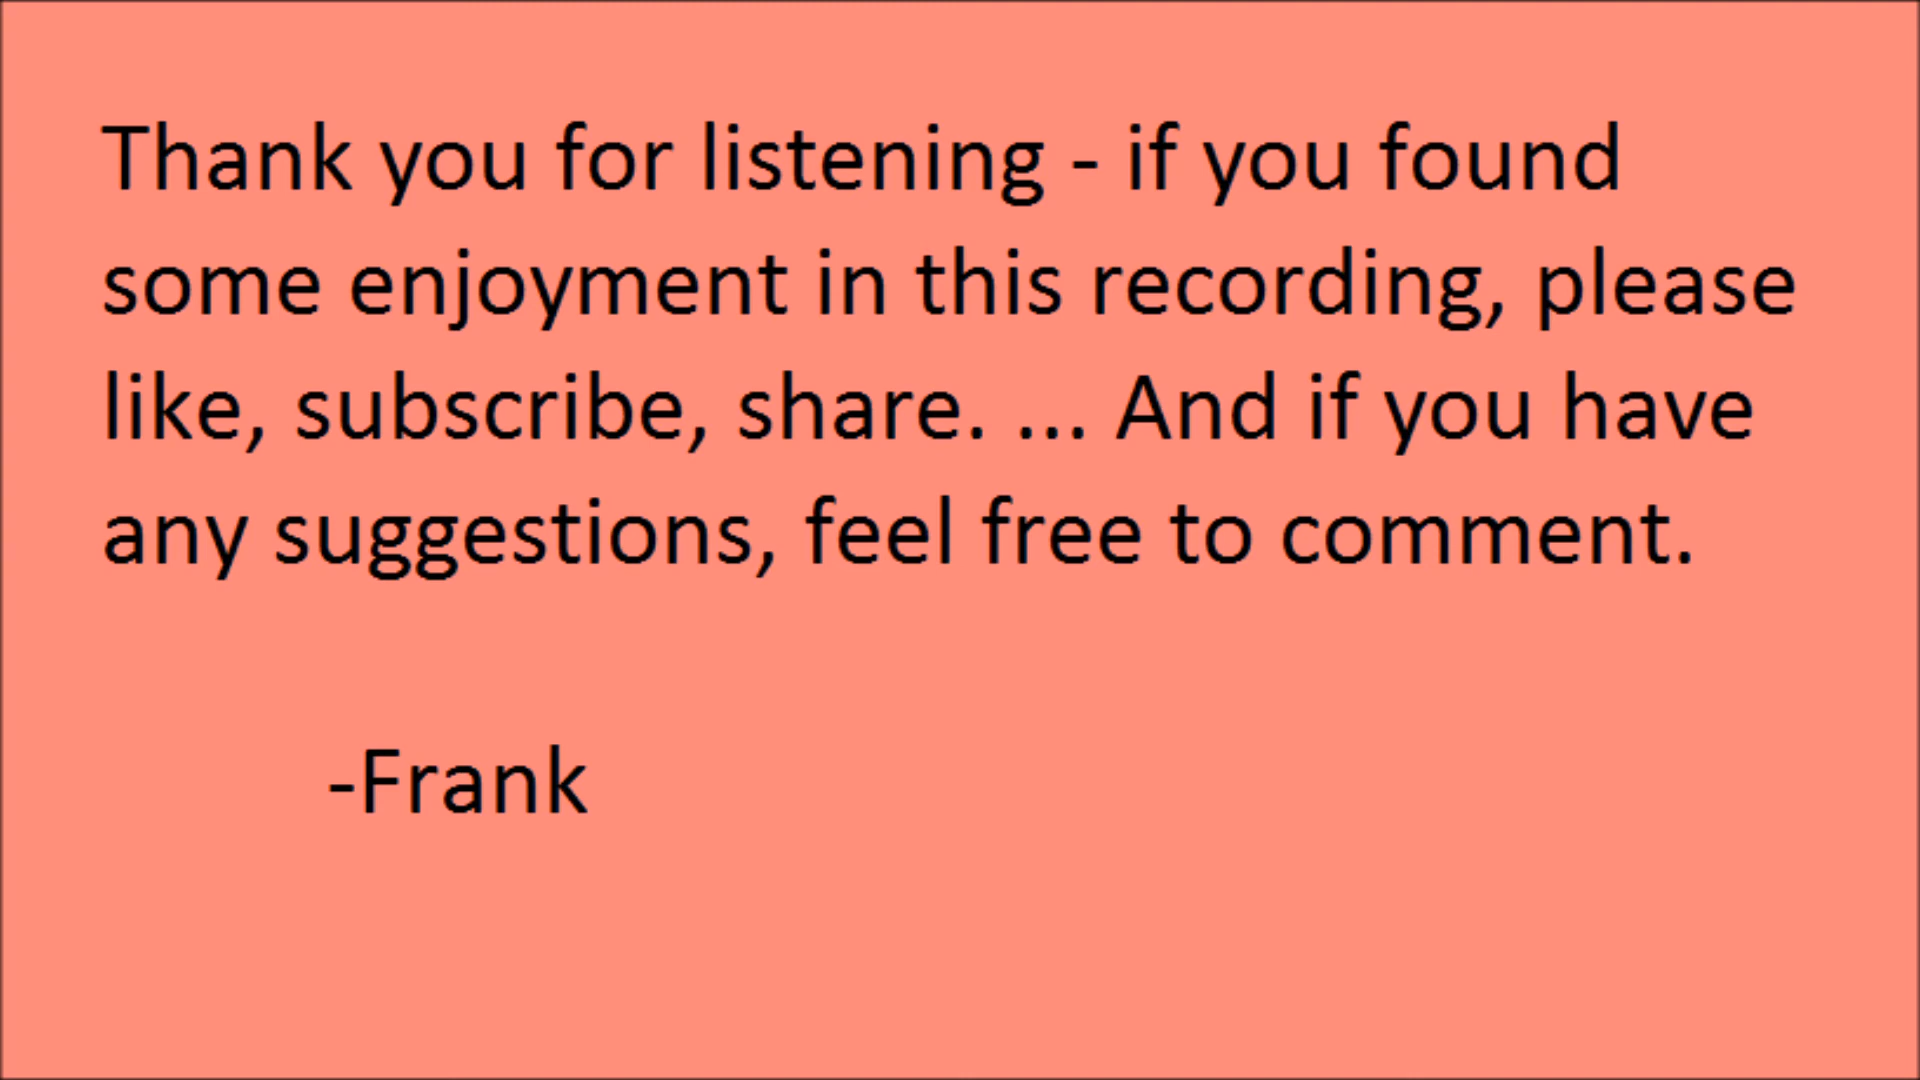 Thank you for listening - if you found
some enjoyment in this recording, please
like, subscribe, share. ... And if you have
any suggestions, feel free to comment.
-Frank